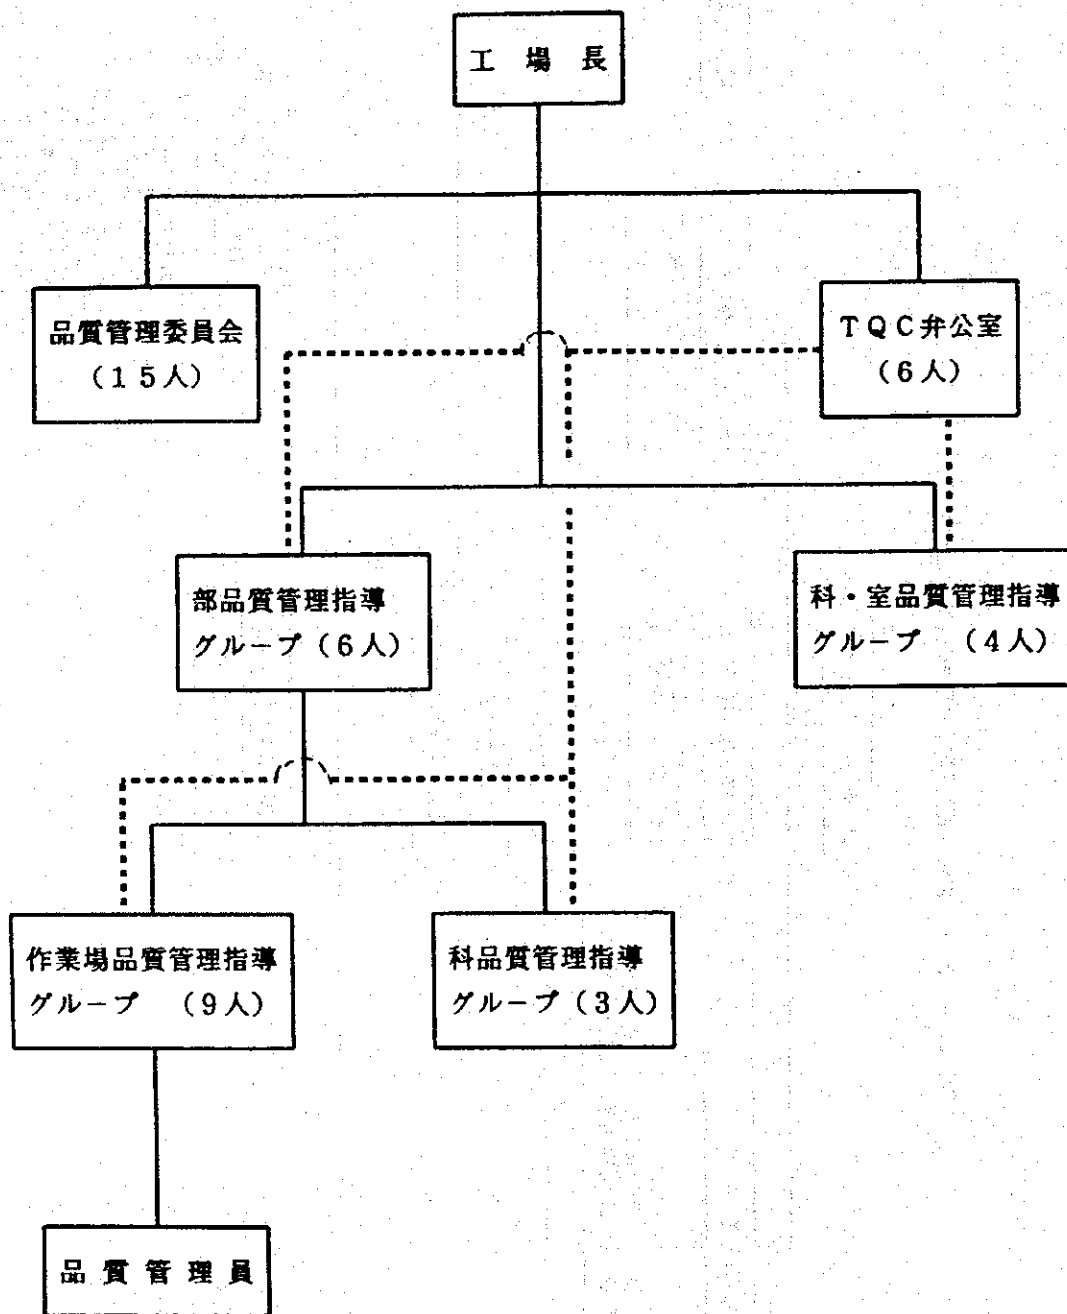 工場長
品質管理委員会
(15人)
TQC弁公室
(6人)
部品質管理指導
グループ(6人)
科・室品質管理指導
グループ (4人)
作業場品質管理指導
グループ (9人)
科品質管理指導
グループ(3人)
品質管理員